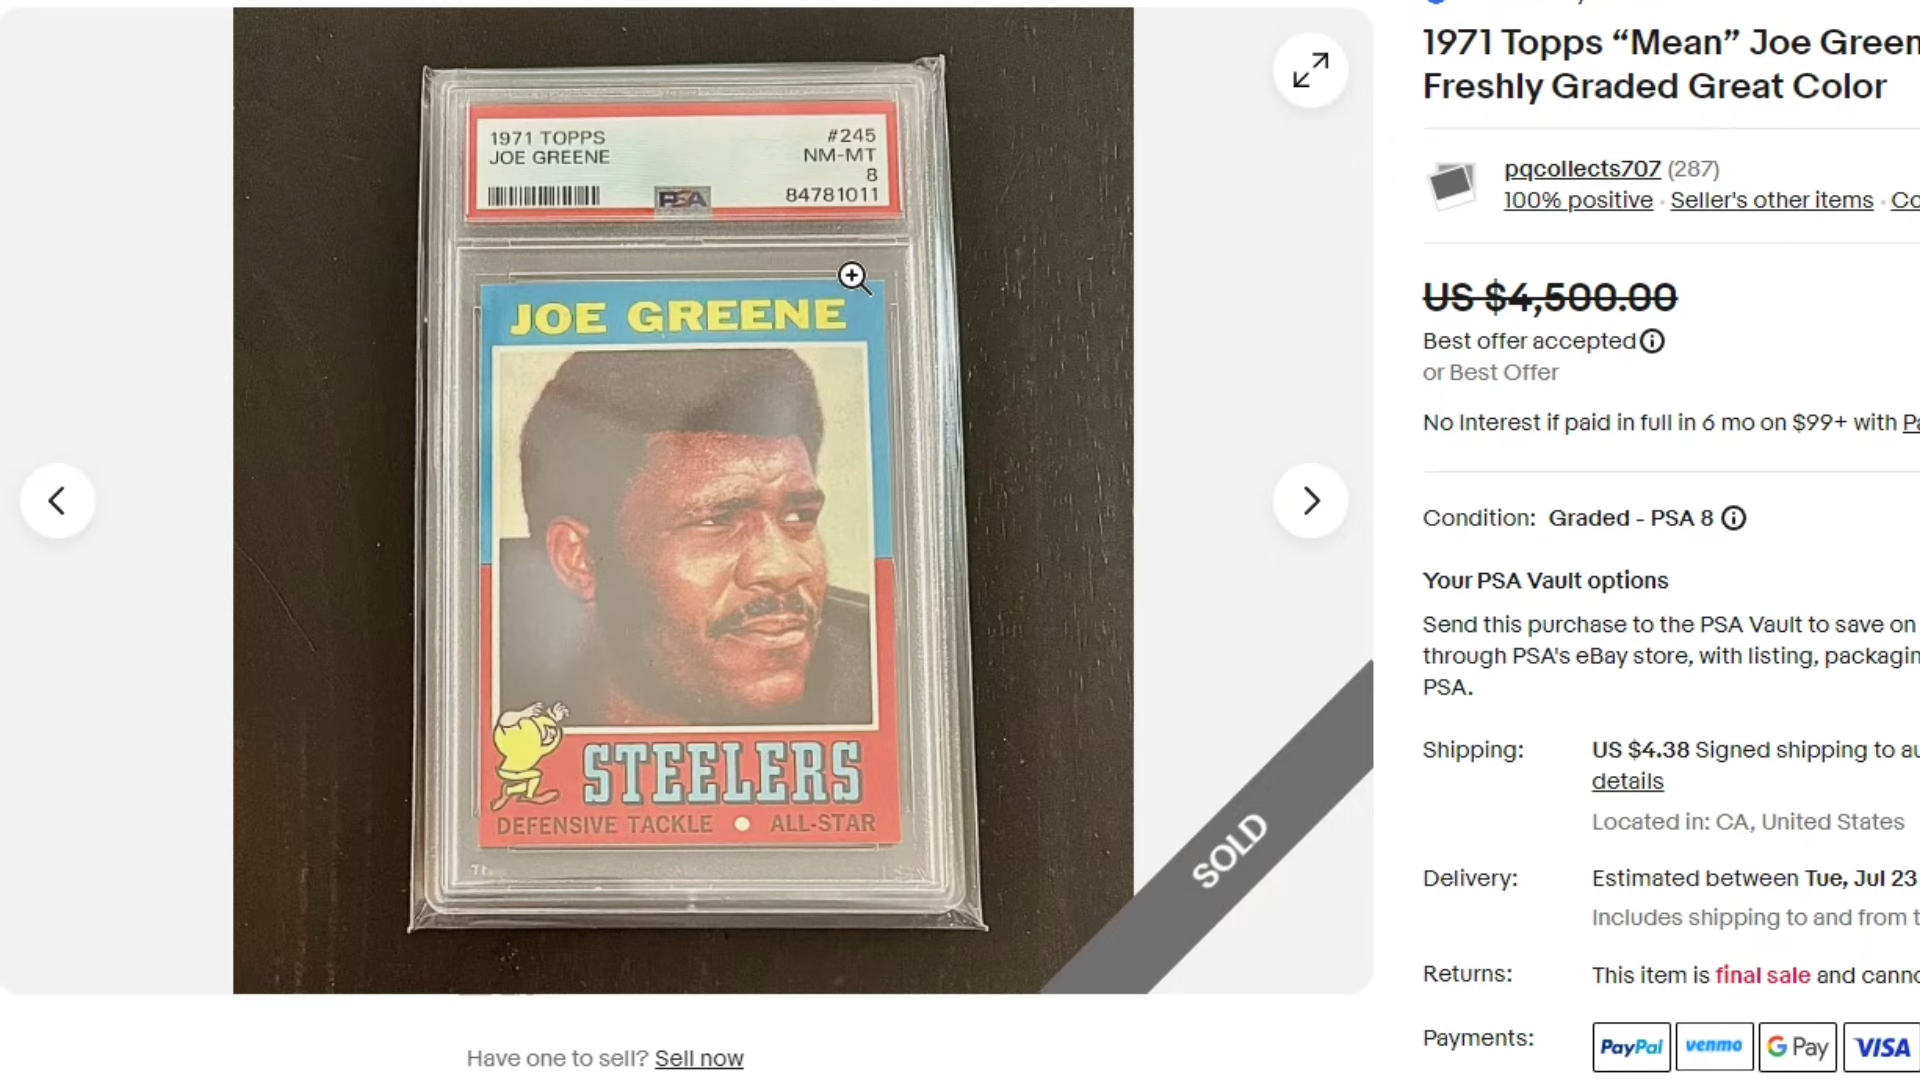 1971 TOPPS
JOE GREENE
#245
NM-MT
8
84781011
PSA
JOE GREENE
STEELERS
DEFENSIVE TACKLE ALL-STAR
SOLD
Have one to sell? Sell now
1971 Topps “Mean” Joe Green
Freshly Graded Great Color
pqcollects707 (287)
100% positive · Seller's other items · Co
US $4,500.00
Best offer accepted
or Best Offer
No Interest if paid in full in 6 mo on $99+ with Pa
Condition: Graded - PSA 8
Your PSA Vault options
Send this purchase to the PSA Vault to save on
through PSA's eBay store, with listing, packagin
PSA.
Shipping: US $4.38 Signed shipping to au
details
Located in: CA, United States
Delivery: Estimated between Tue, Jul 23
Includes shipping to and from t
Returns: This item is final sale and canno
Payments: PayPal venmo G Pay VISA